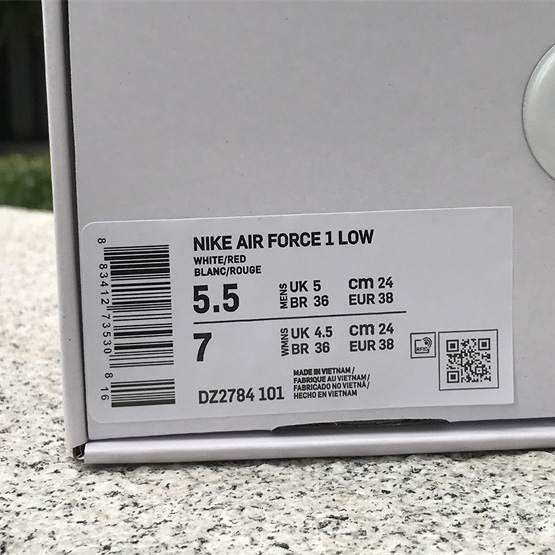 NIKE AIR FORCE 1 LOW
WHITE/RED
BLANC/ROUGE
5.5 MENS UK 5 cm 24
BR 36 EUR 38
7 WMNS UK 4.5 cm 24
BR 36 EUR 38
DZ2784 101
MADE IN VIETNAM/
FABRIQUE AU VIETNAM/
FABRICADO NO VIETNÃ/
HECHO EN VIETNAM
RFID
8 83412 73530 8 16